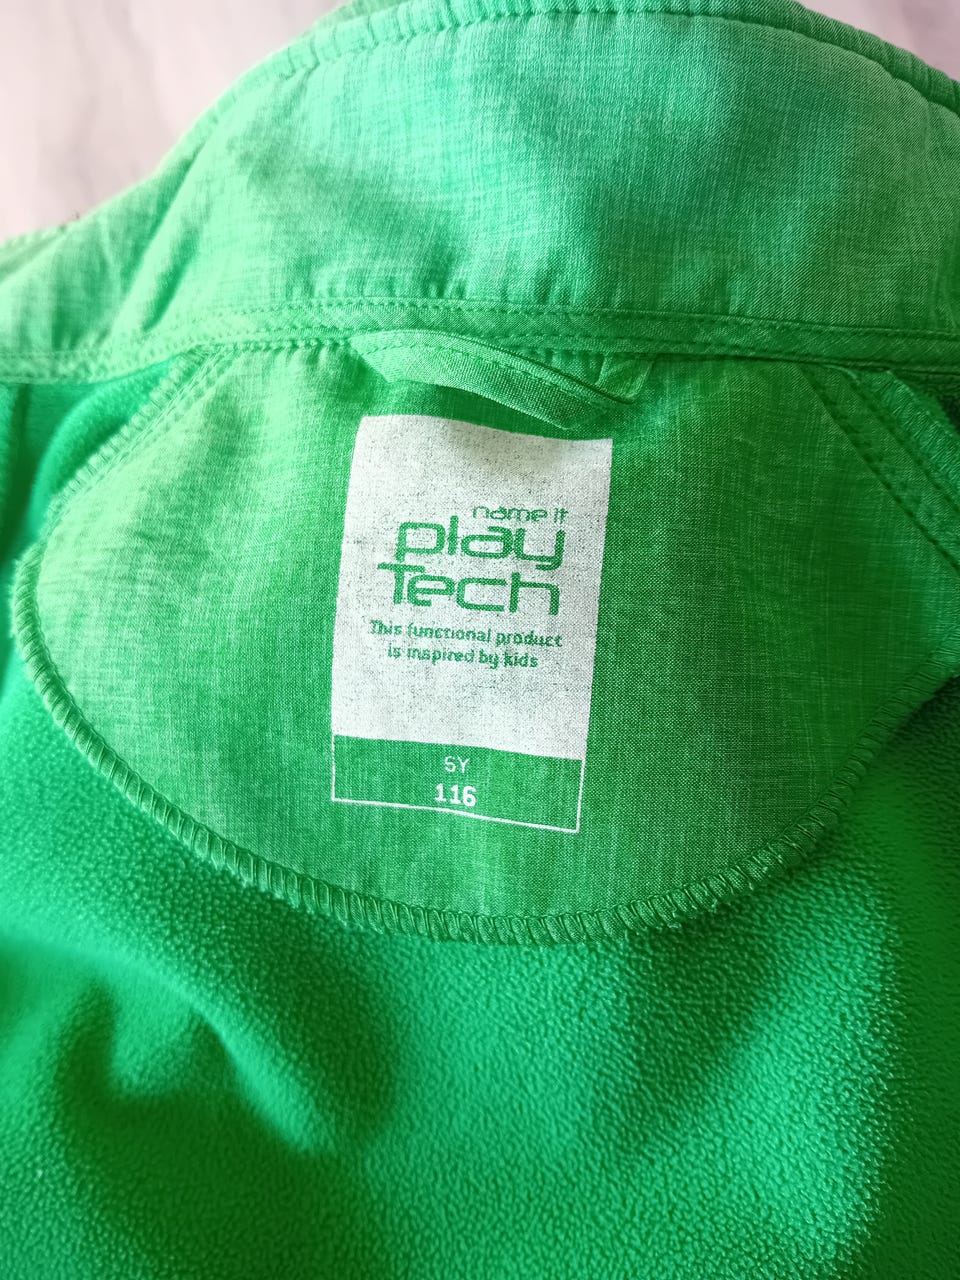 name it
play
Tech
This functional product
is inspired by kids
5Y
116